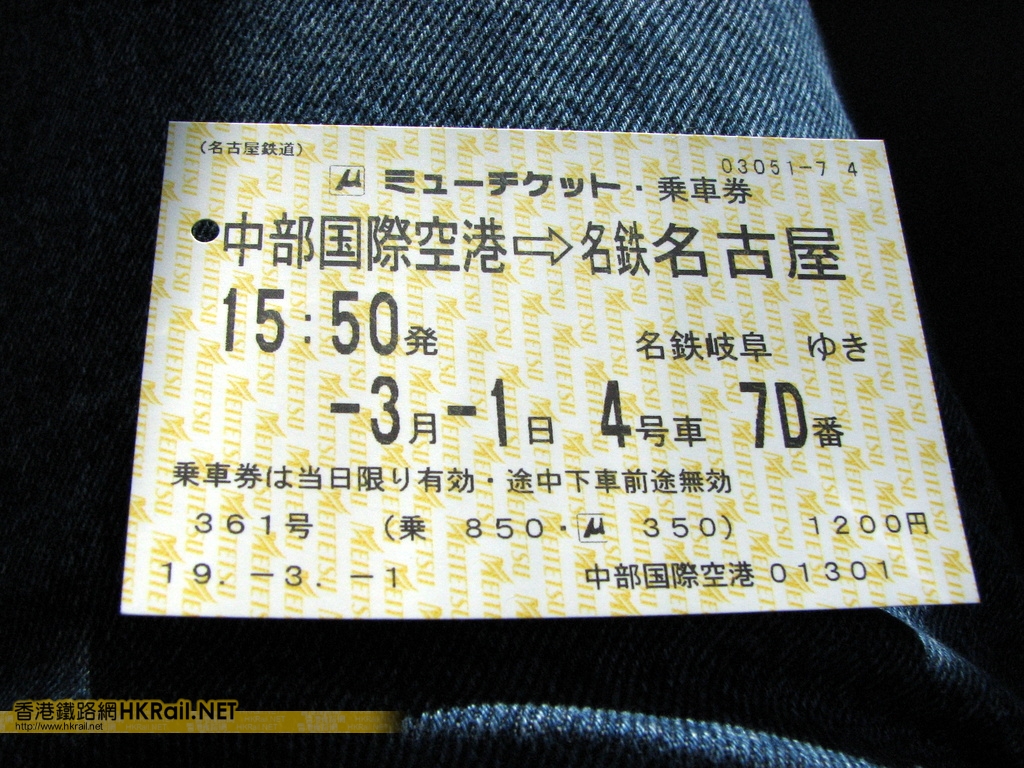 (名古屋鉄道)
03051-7 4
μ ミューチケット・乗車券
中部国際空港⇨名鉄名古屋
15:50発 名鉄岐阜 ゆき
-3月-1日 4号車 7D番
乗車券は当日限り有効・途中下車前途無効
361号 (乗 850・μ 350) 1200円
19.-3.-1 中部国際空港 01301
香港鐵路網HKRail.NET
http://www.hkrail.net